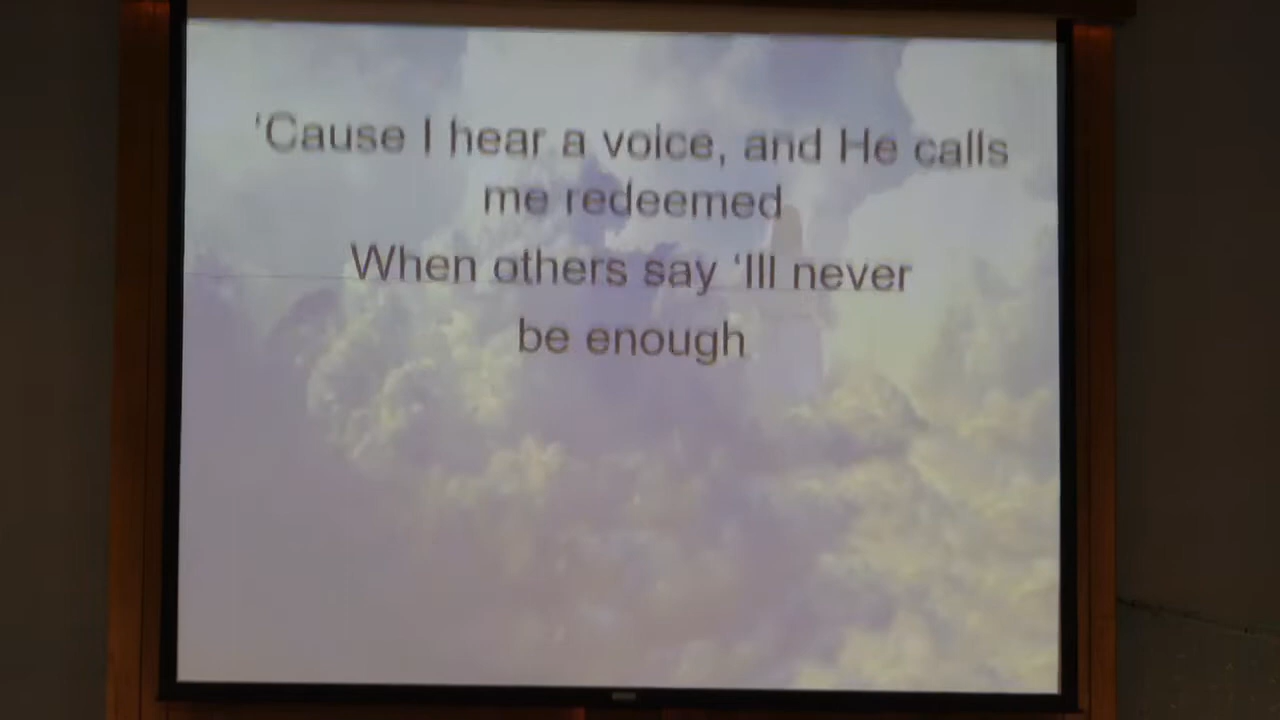 ‘Cause I hear a voice, and He calls
me redeemed
When others say ‘Ill never
be enough